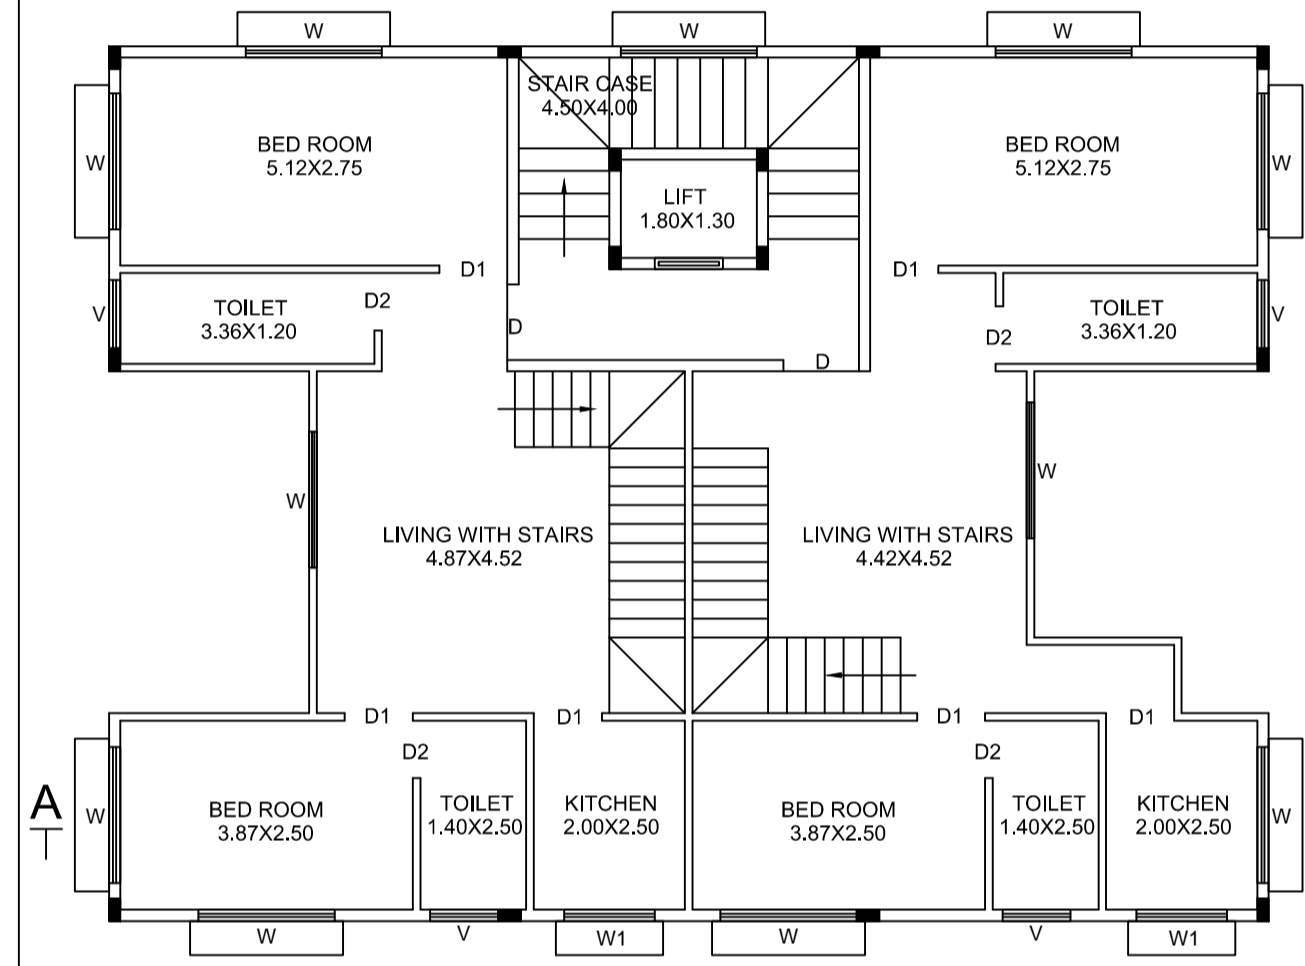 W
W
W
STAIR CASE
4.50X4.00
BED ROOM
5.12X2.75
BED ROOM
5.12X2.75
W
W
LIFT
1.80X1.30
D1
D1
D2
TOILET
3.36X1.20
TOILET
3.36X1.20
V
V
D
D2
D
W
W
LIVING WITH STAIRS
4.87X4.52
LIVING WITH STAIRS
4.42X4.52
D1
D1
D1
D1
D2
D2
A
W
BED ROOM
3.87X2.50
TOILET
1.40X2.50
KITCHEN
2.00X2.50
BED ROOM
3.87X2.50
TOILET
1.40X2.50
KITCHEN
2.00X2.50
W
W
V
W1
W
V
W1